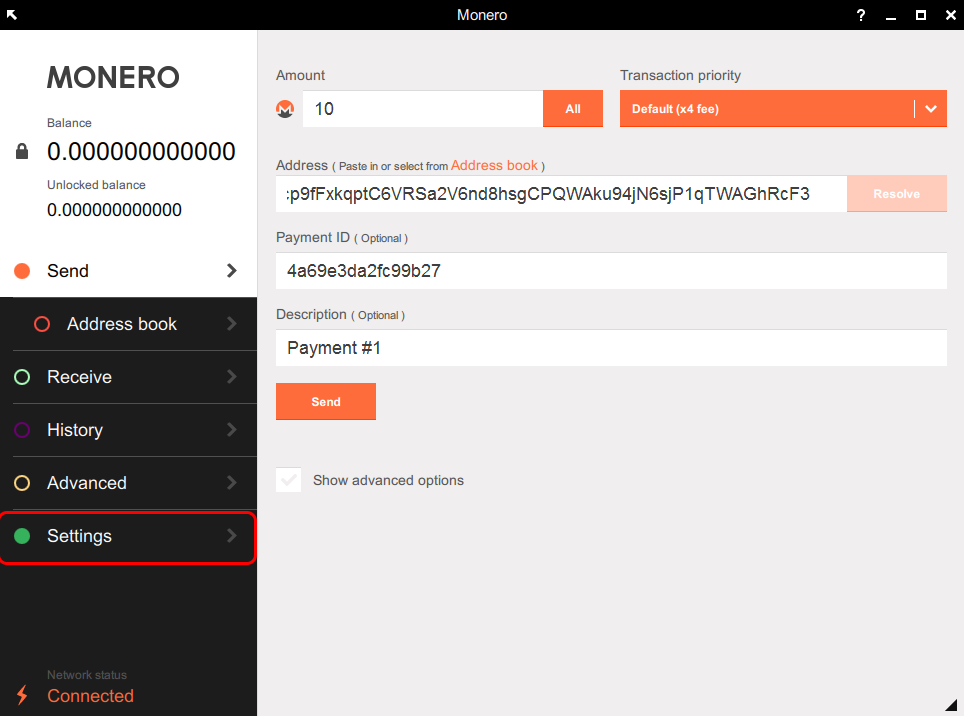 Monero
?
MONERO
Balance
0.000000000000
Unlocked balance
0.000000000000
Send
Address book
Receive
History
Advanced
Settings
Network status
Connected
Amount
10
All
Transaction priority
Default (x4 fee)
Address ( Paste in or select from Address book )
:p9fFxkqptC6VRSa2V6nd8hsgCPQWAku94jN6sjP1qTWAGhRcF3
Resolve
Payment ID ( Optional )
4a69e3da2fc99b27
Description ( Optional )
Payment #1
Send
Show advanced options